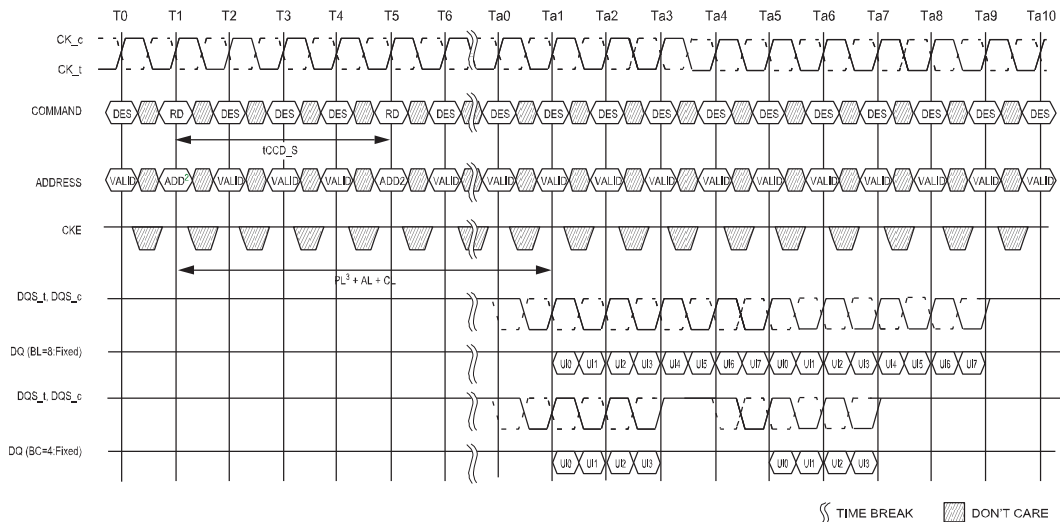 T0 T1 T2 T3 T4 T5 T6 Ta0 Ta1 Ta2 Ta3 Ta4 Ta5 Ta6 Ta7 Ta8 Ta9 Ta10
CK_c
CK_t
COMMAND DES RD DES DES DES RD DES DES DES DES DES DES DES DES DES DES DES DES
tCCD_S
ADDRESS VALID ADD2 VALID VALID VALID ADD2 VALID VALID VALID VALID VALID VALID VALID VALID VALID VALID VALID VALID
CKE
PL3 + AL + CL
DQS_t, DQS_c
DQ (BL=8:Fixed) UI0 UI1 UI2 UI3 UI4 UI5 UI6 UI7 UI0 UI1 UI2 UI3 UI4 UI5 UI6 UI7
DQS_t, DQS_c
DQ (BC=4:Fixed) UI0 UI1 UI2 UI3 UI0 UI1 UI2 UI3
TIME BREAK DON'T CARE